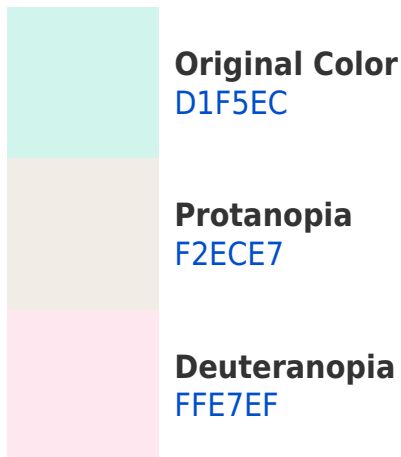 Original Color
D1F5EC
Protanopia
F2ECE7
Deuteranopia
FFE7EF